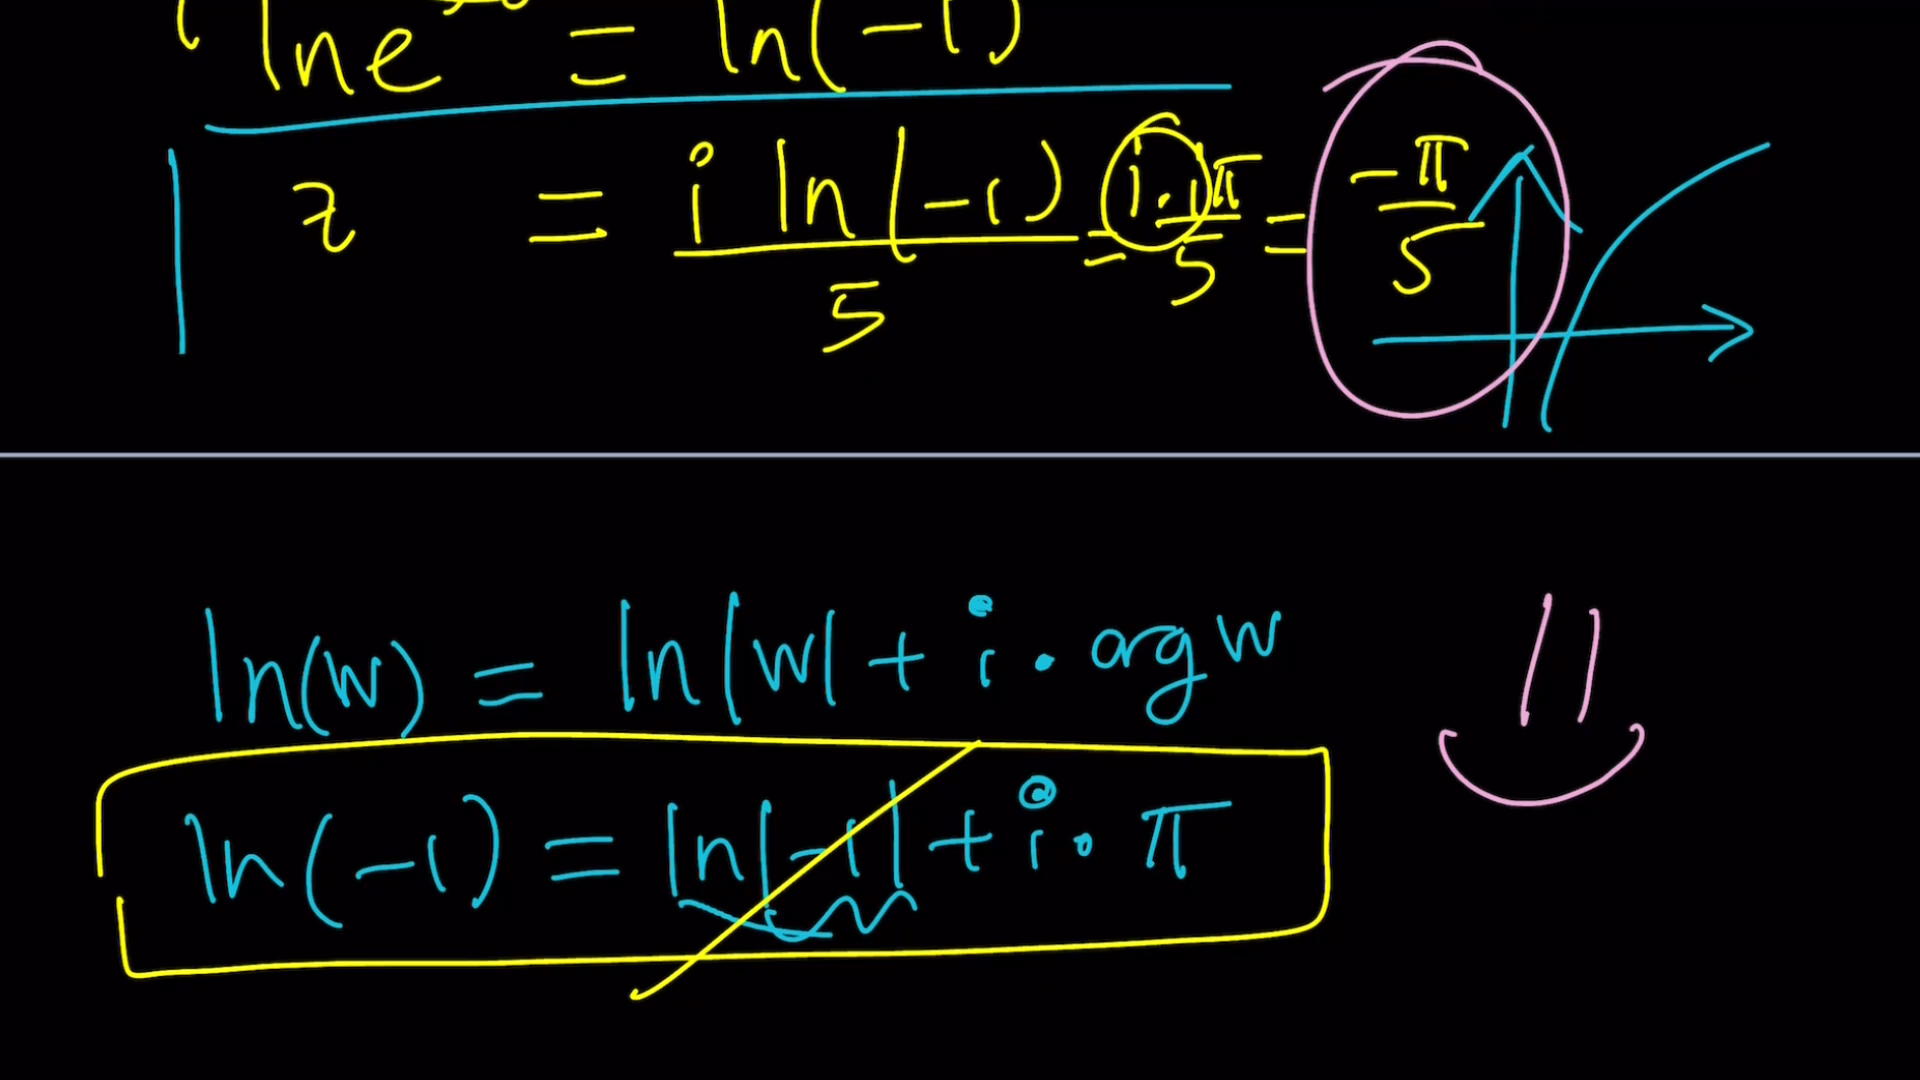 ln e = ln(-1)
z = i ln(-1) / 5 = i·iπ / 5 = -π / 5
ln(w) = ln|w| + i · arg w
ln(-1) = ln|-1| + i · π